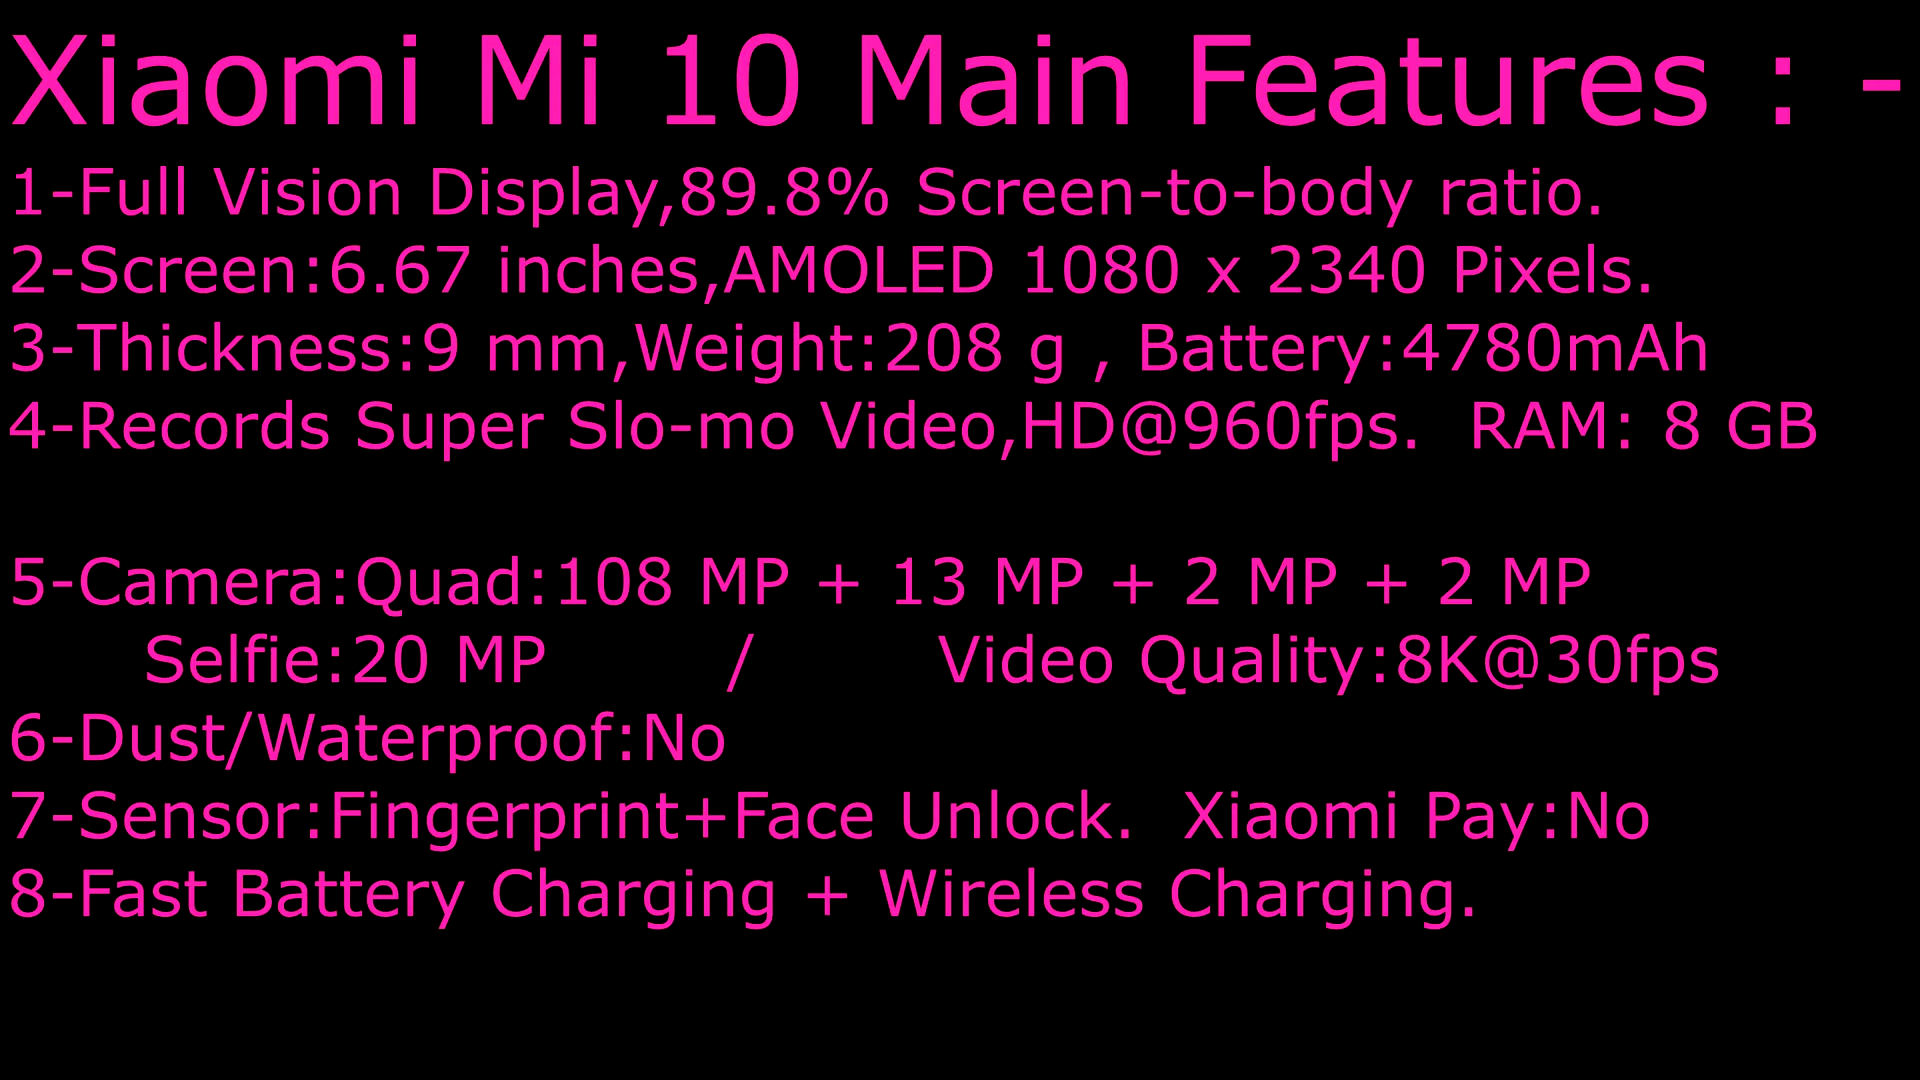 Xiaomi Mi 10 Main Features : -
1-Full Vision Display,89.8% Screen-to-body ratio.
2-Screen:6.67 inches,AMOLED 1080 x 2340 Pixels.
3-Thickness:9 mm,Weight:208 g , Battery:4780mAh
4-Records Super Slo-mo Video,HD@960fps.  RAM: 8 GB
5-Camera:Quad:108 MP + 13 MP + 2 MP + 2 MP
Selfie:20 MP / Video Quality:8K@30fps
6-Dust/Waterproof:No
7-Sensor:Fingerprint+Face Unlock.  Xiaomi Pay:No
8-Fast Battery Charging + Wireless Charging.